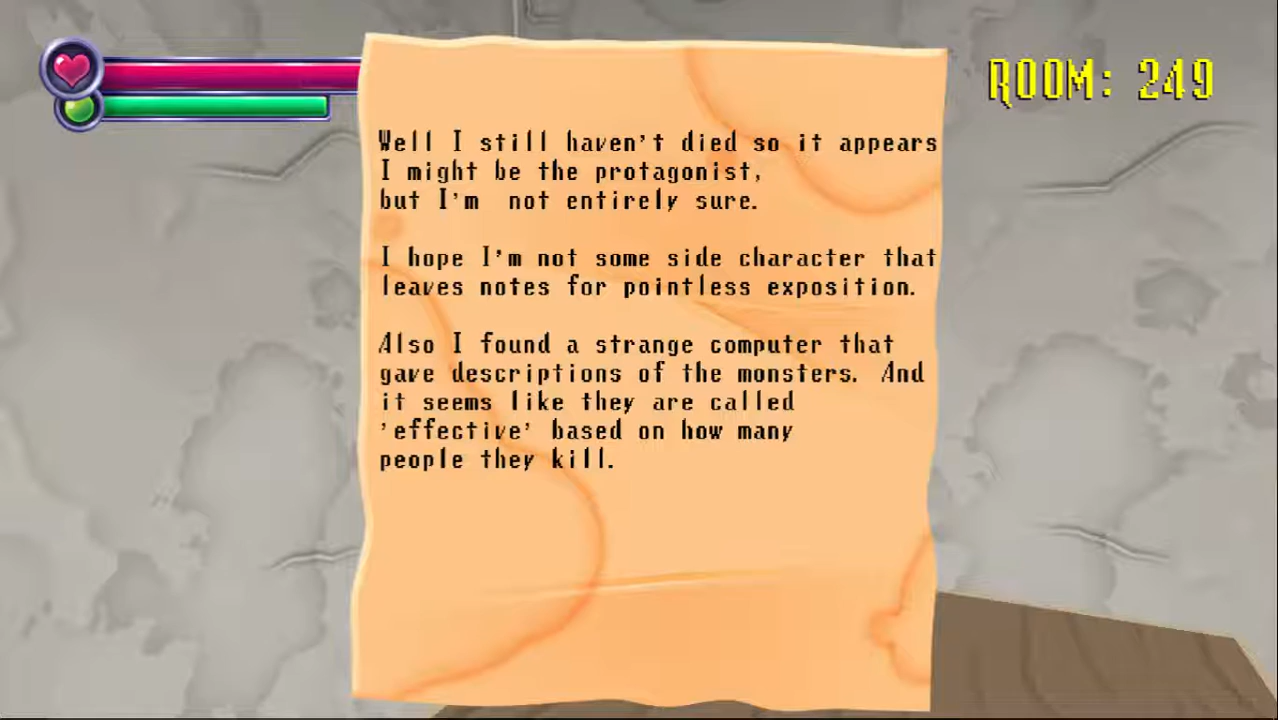 ROOM: 249
Well I still haven't died so it appears
I might be the protagonist,
but I'm  not entirely sure.
I hope I'm not some side character that
leaves notes for pointless exposition.
Also I found a strange computer that
gave descriptions of the monsters.  And
it seems like they are called
'effective' based on how many
people they kill.